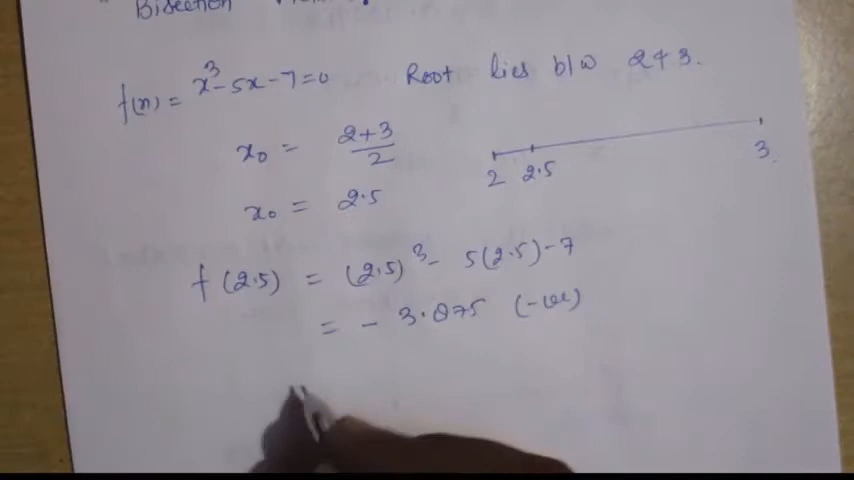 Bisection
f(x) = x³-5x-7=0 Root lies b/w 2 & 3.
x₀ = 2+3/2
2 2.5 3
x₀ = 2.5
f(2.5) = (2.5)³ - 5(2.5)-7
= - 3.875 (-ve)